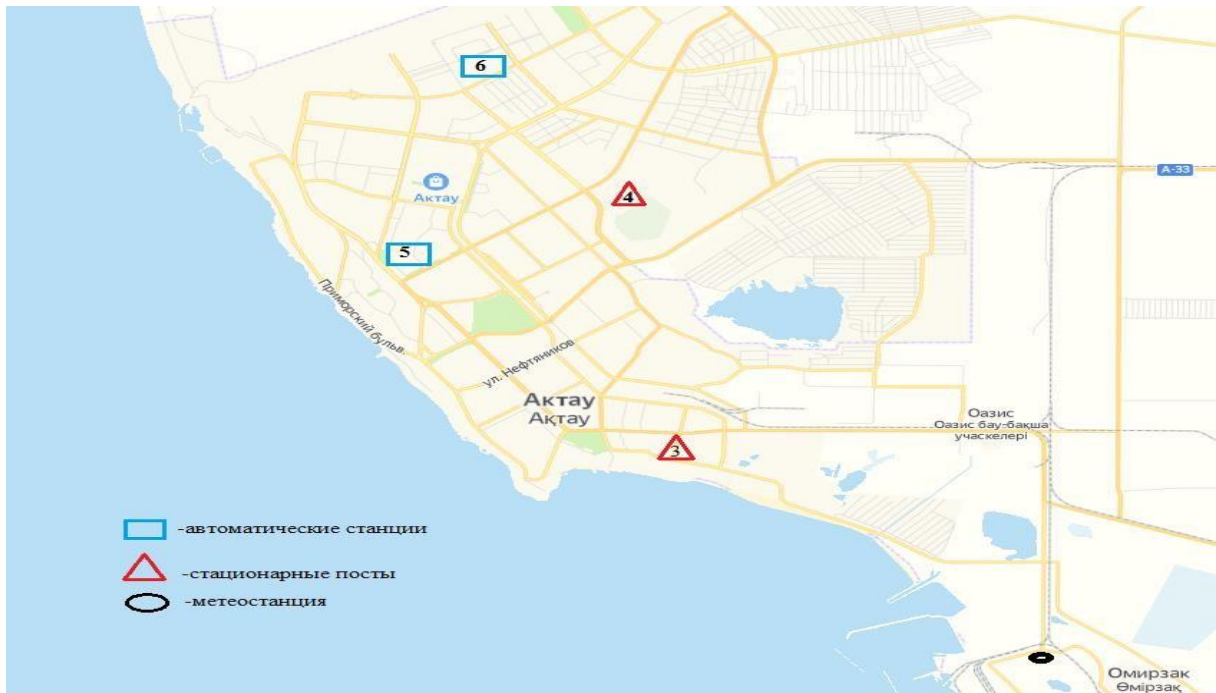 6
4
Актау
А-33
5
Приморский бульв.
ул. Нефтяников
Актау
Ақтау
Оазис
Оазис бау-бақша
учаскелері
3
-автоматические станции
-стационарные посты
-метеостанция
Омирзак
Өмірзақ